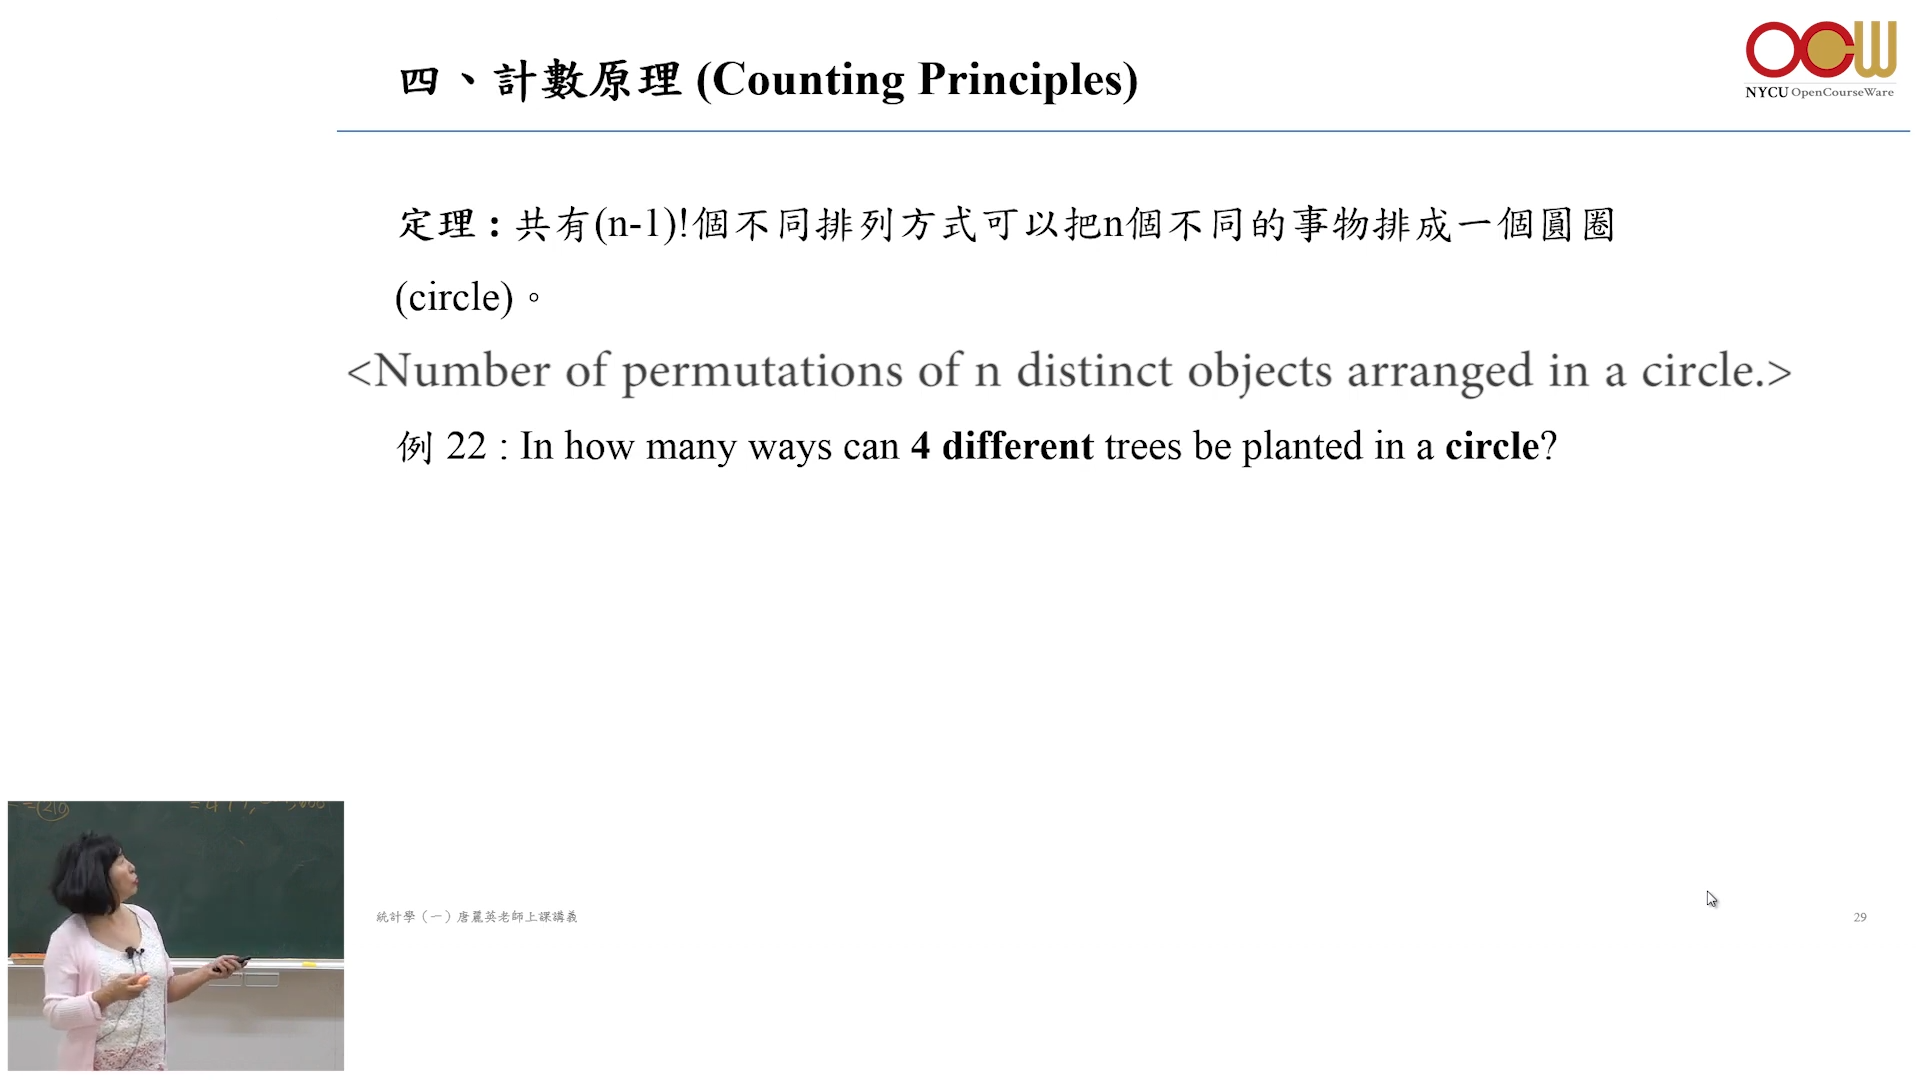 四、計數原理 (Counting Principles)
OCW
NYCU OpenCourseWare
定理：共有(n-1)!個不同排列方式可以把n個不同的事物排成一個圓圈
(circle)。
<Number of permutations of n distinct objects arranged in a circle.>
例 22 : In how many ways can 4 different trees be planted in a circle?
統計學（一）唐麗英老師上課講義
29